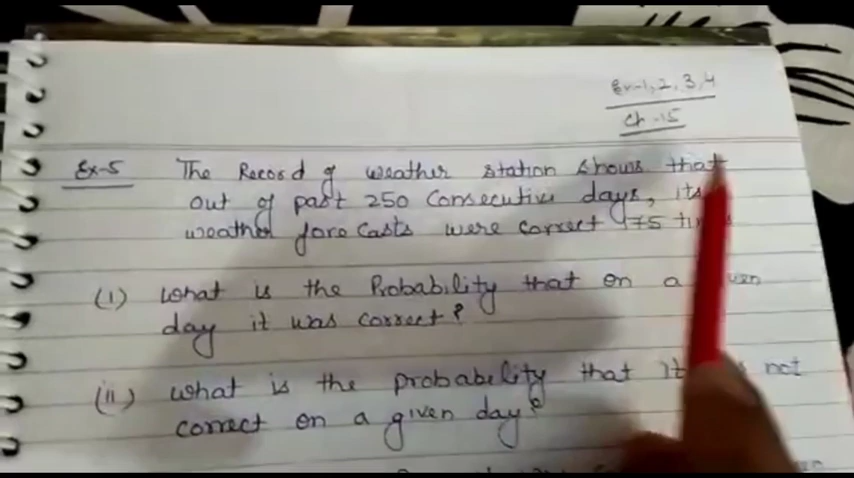 Ex-1, 2, 3, 4
Ch-15
Ex-5 The Record of weather station shows that
out of past 250 Consecutive days, its
weather forecasts were correct 175
(i) what is the Probability that on a
day it was correct?
(ii) what is the probability that it not
correct on a given day?